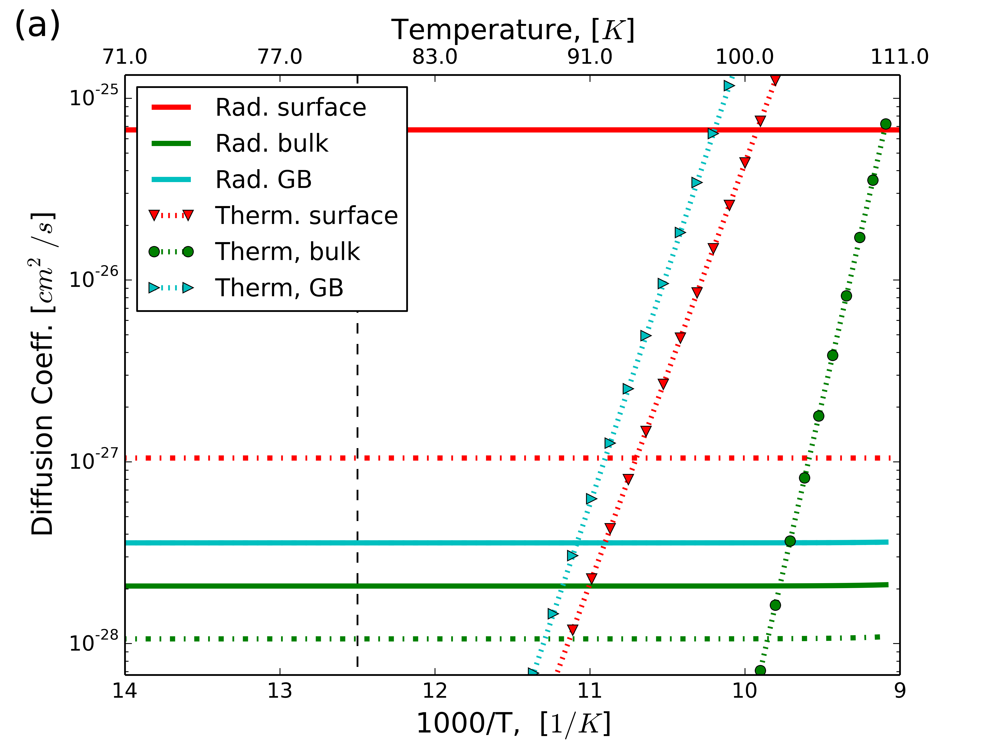 (a)
Temperature, [K]
71.0 77.0 83.0 91.0 100.0 111.0
Rad. surface
Rad. bulk
Rad. GB
Therm. surface
Therm, bulk
Therm, GB
Diffusion Coeff. [cm²/s]
10⁻²⁵
10⁻²⁶
10⁻²⁷
10⁻²⁸
14 13 12 11 10 9
1000/T, [1/K]